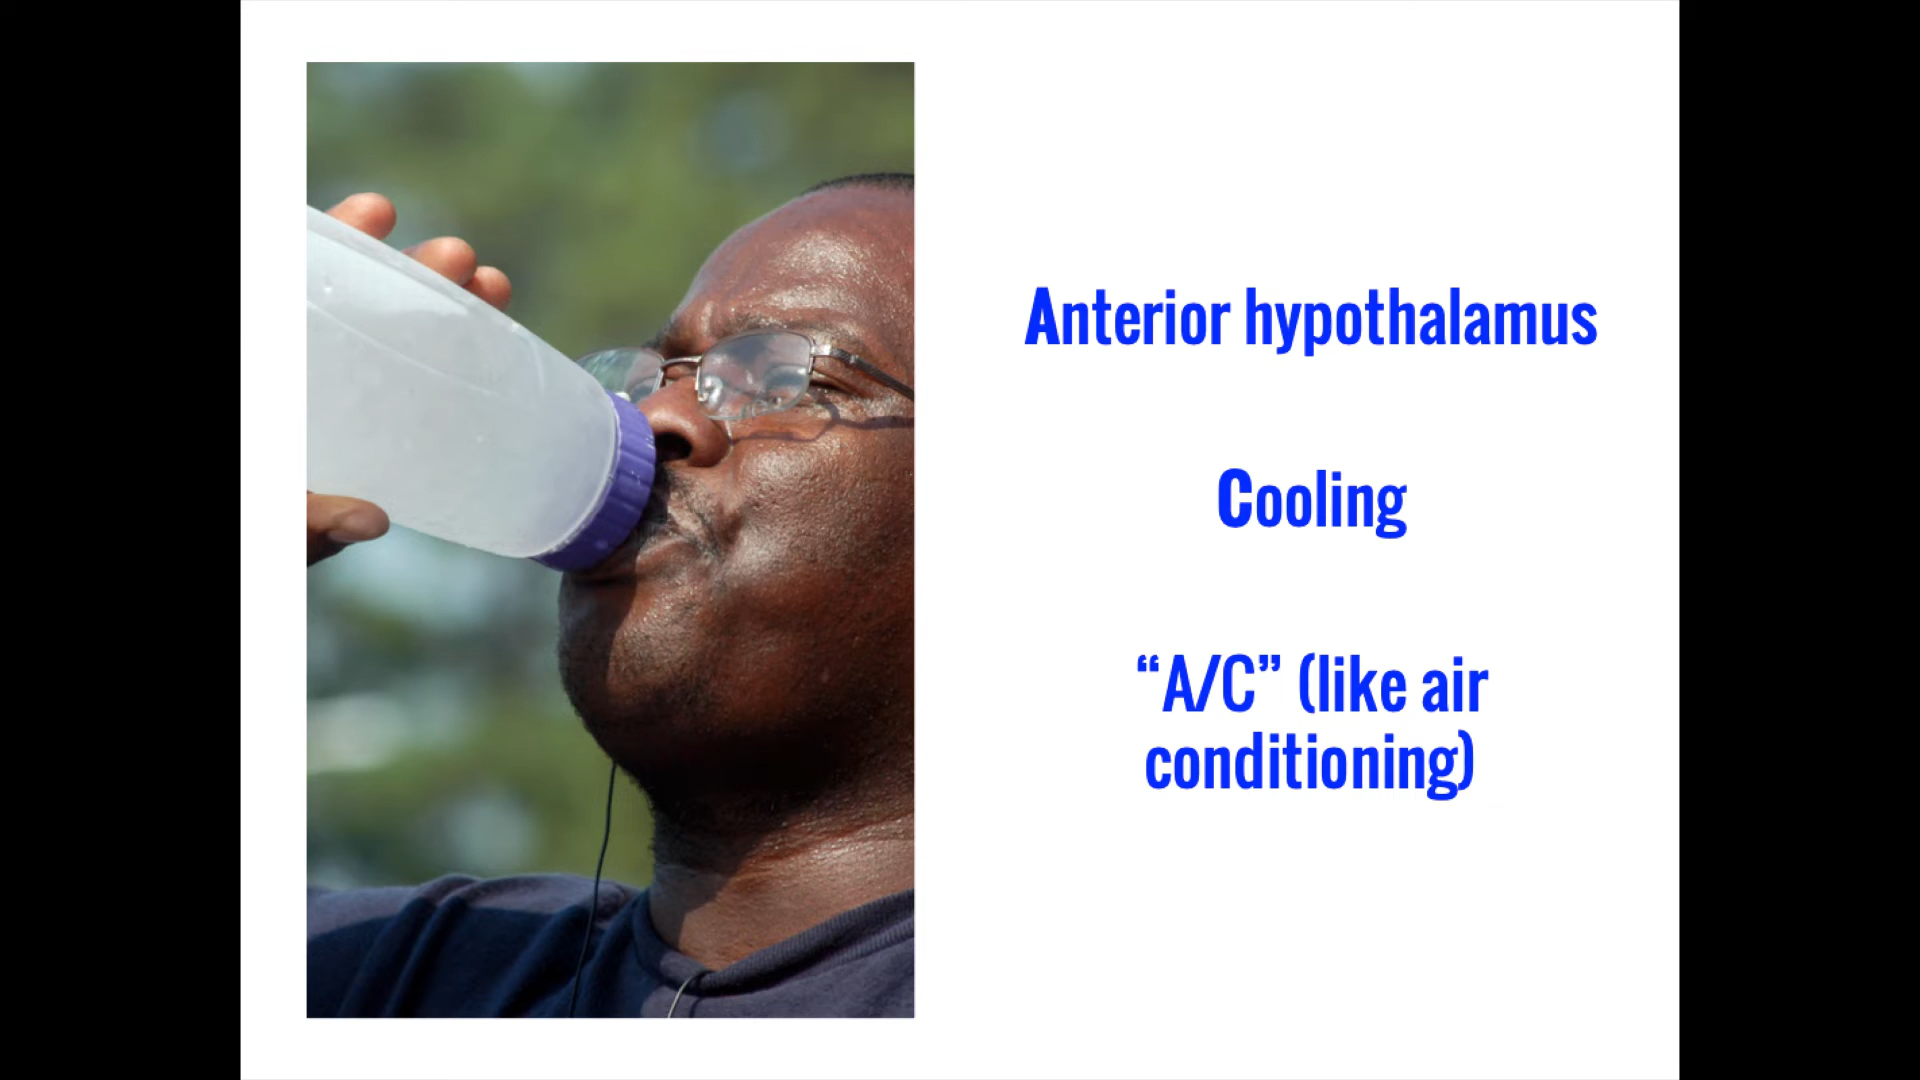 Anterior hypothalamus
Cooling
“A/C” (like air
conditioning)